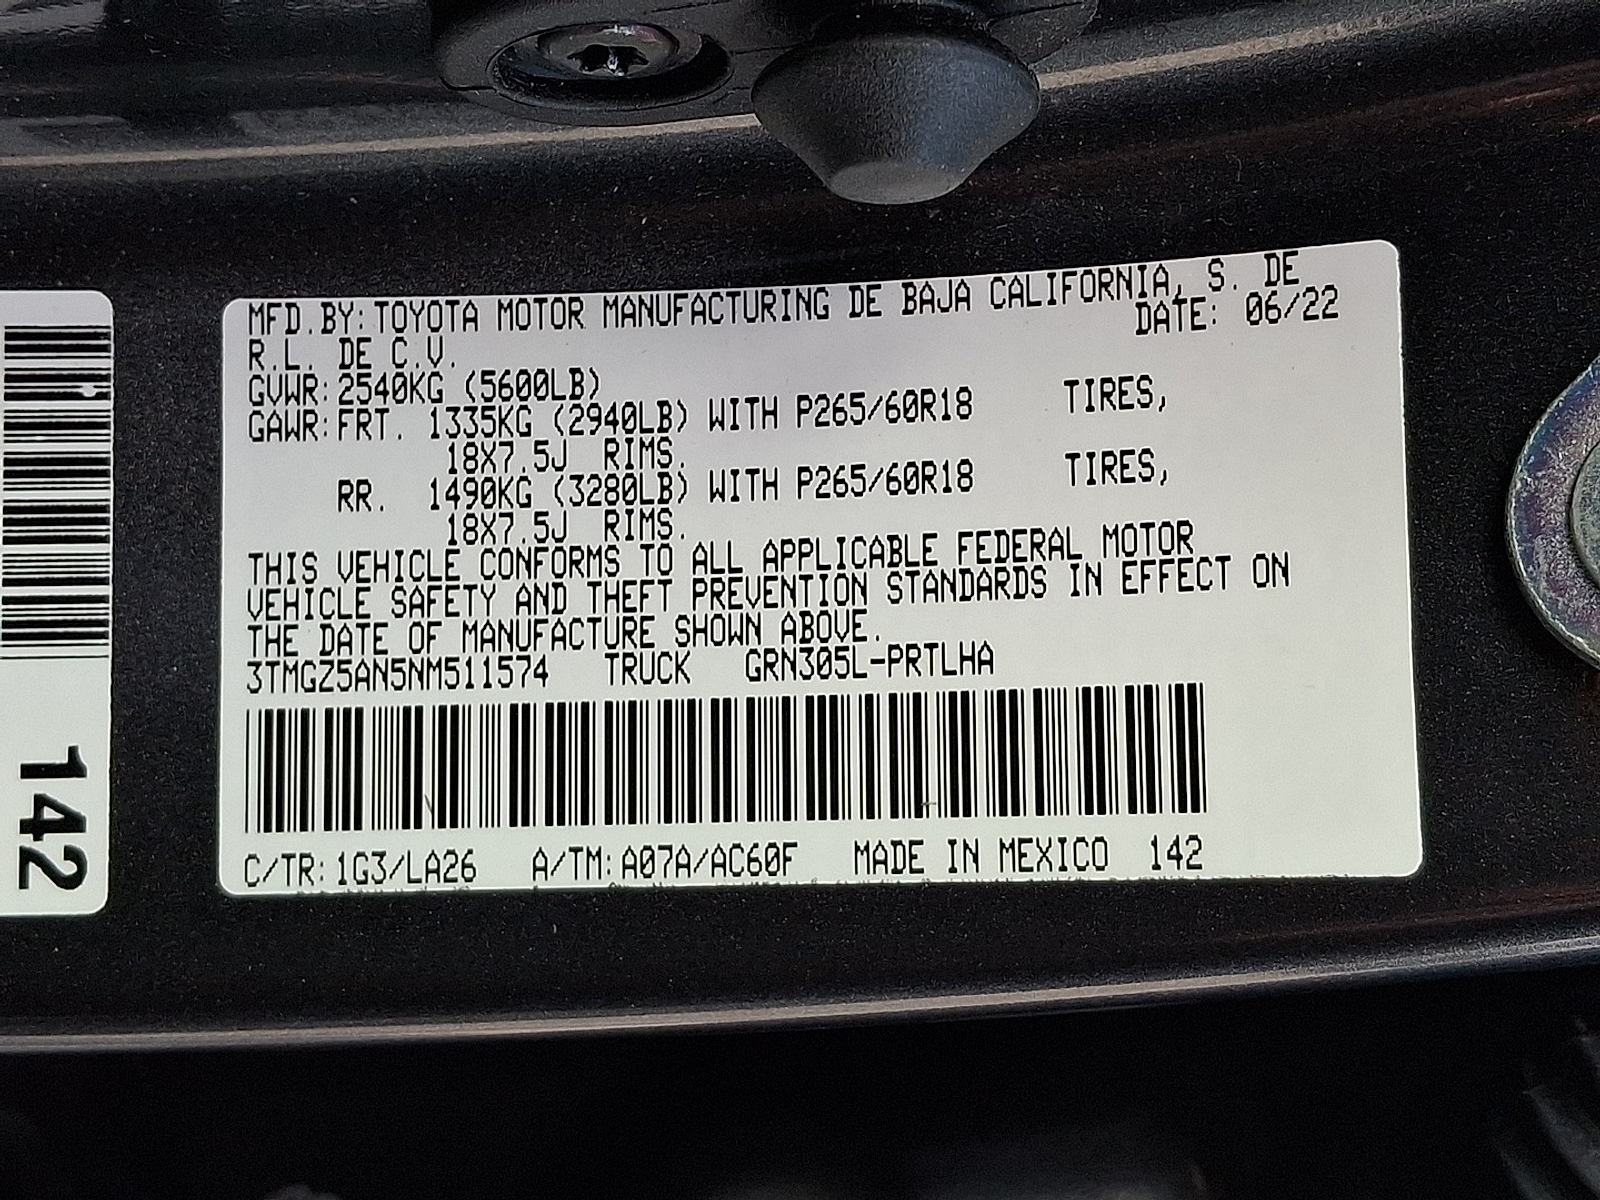 MFD.BY:TOYOTA MOTOR MANUFACTURING DE BAJA CALIFORNIA, S. DE
R.L. DE C.V. DATE: 06/22
GVWR:2540KG (5600LB)
GAWR:FRT. 1335KG (2940LB) WITH P265/60R18 TIRES,
18X7.5J RIMS.
RR. 1490KG (3280LB) WITH P265/60R18 TIRES,
18X7.5J RIMS.
THIS VEHICLE CONFORMS TO ALL APPLICABLE FEDERAL MOTOR
VEHICLE SAFETY AND THEFT PREVENTION STANDARDS IN EFFECT ON
THE DATE OF MANUFACTURE SHOWN ABOVE.
3TMGZ5AN5NM511574 TRUCK GRN305L-PRTLHA
C/TR:1G3/LA26 A/TM:A07A/AC60F MADE IN MEXICO 142
142